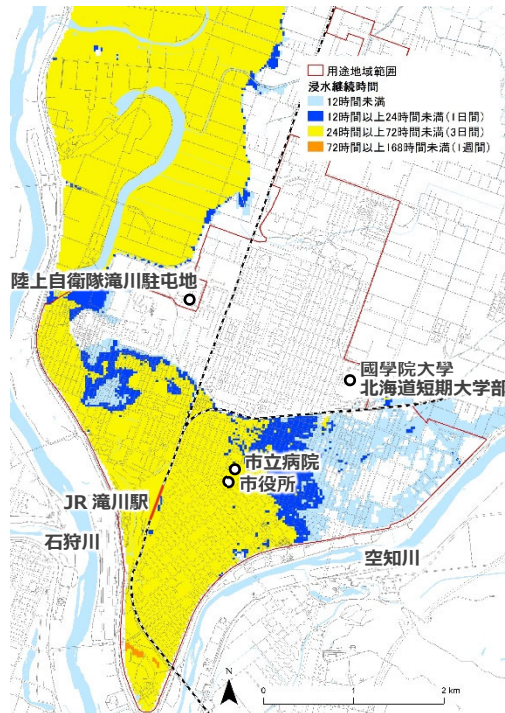 用途地域範囲
浸水継続時間
12時間未満
12時間以上24時間未満(1日間)
24時間以上72時間未満(3日間)
72時間以上168時間未満(1週間)
陸上自衛隊滝川駐屯地
國學院大學
北海道短期大学部
市立病院
市役所
JR滝川駅
石狩川
空知川
N
0 1 2 km